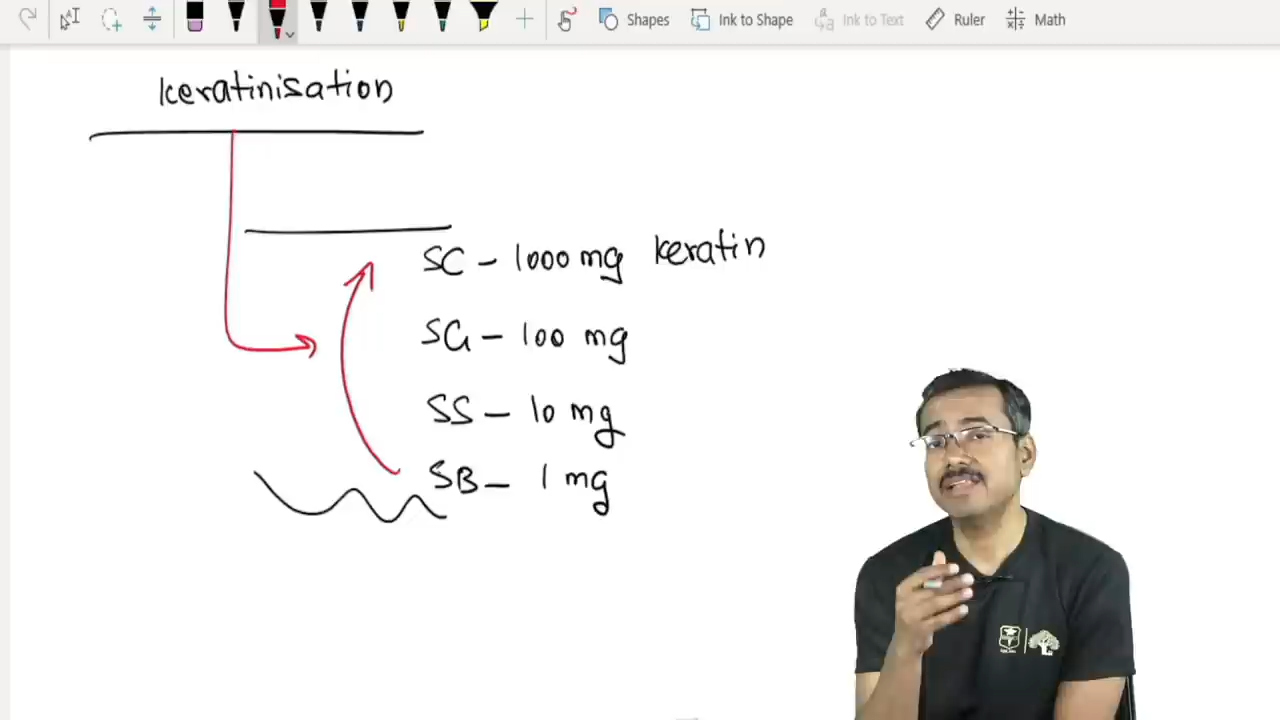 Shapes
Ink to Shape
Ink to Text
Ruler
Math
keratinisation
SC - 1000 mg keratin
SG - 100 mg
SS - 10 mg
SB - 1 mg